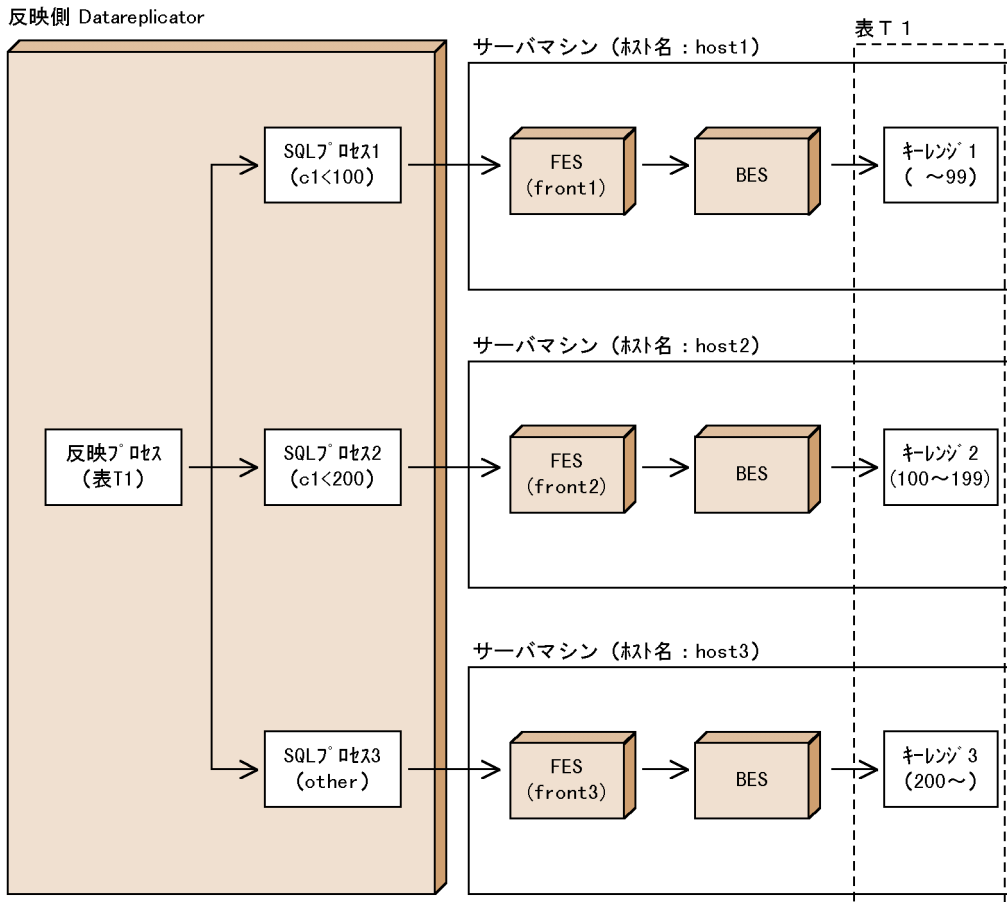 反映側 Datareplicator
表T1
サーバマシン（ﾎｽﾄ名：host1）
SQLﾌﾟﾛｾｽ1
(c1<100)
FES
(front1)
BES
ｷｰﾚﾝｼﾞ1
( ～99)
サーバマシン（ﾎｽﾄ名：host2）
反映ﾌﾟﾛｾｽ
(表T1)
SQLﾌﾟﾛｾｽ2
(c1<200)
FES
(front2)
BES
ｷｰﾚﾝｼﾞ2
(100～199)
サーバマシン（ﾎｽﾄ名：host3）
SQLﾌﾟﾛｾｽ3
(other)
FES
(front3)
BES
ｷｰﾚﾝｼﾞ3
(200～)